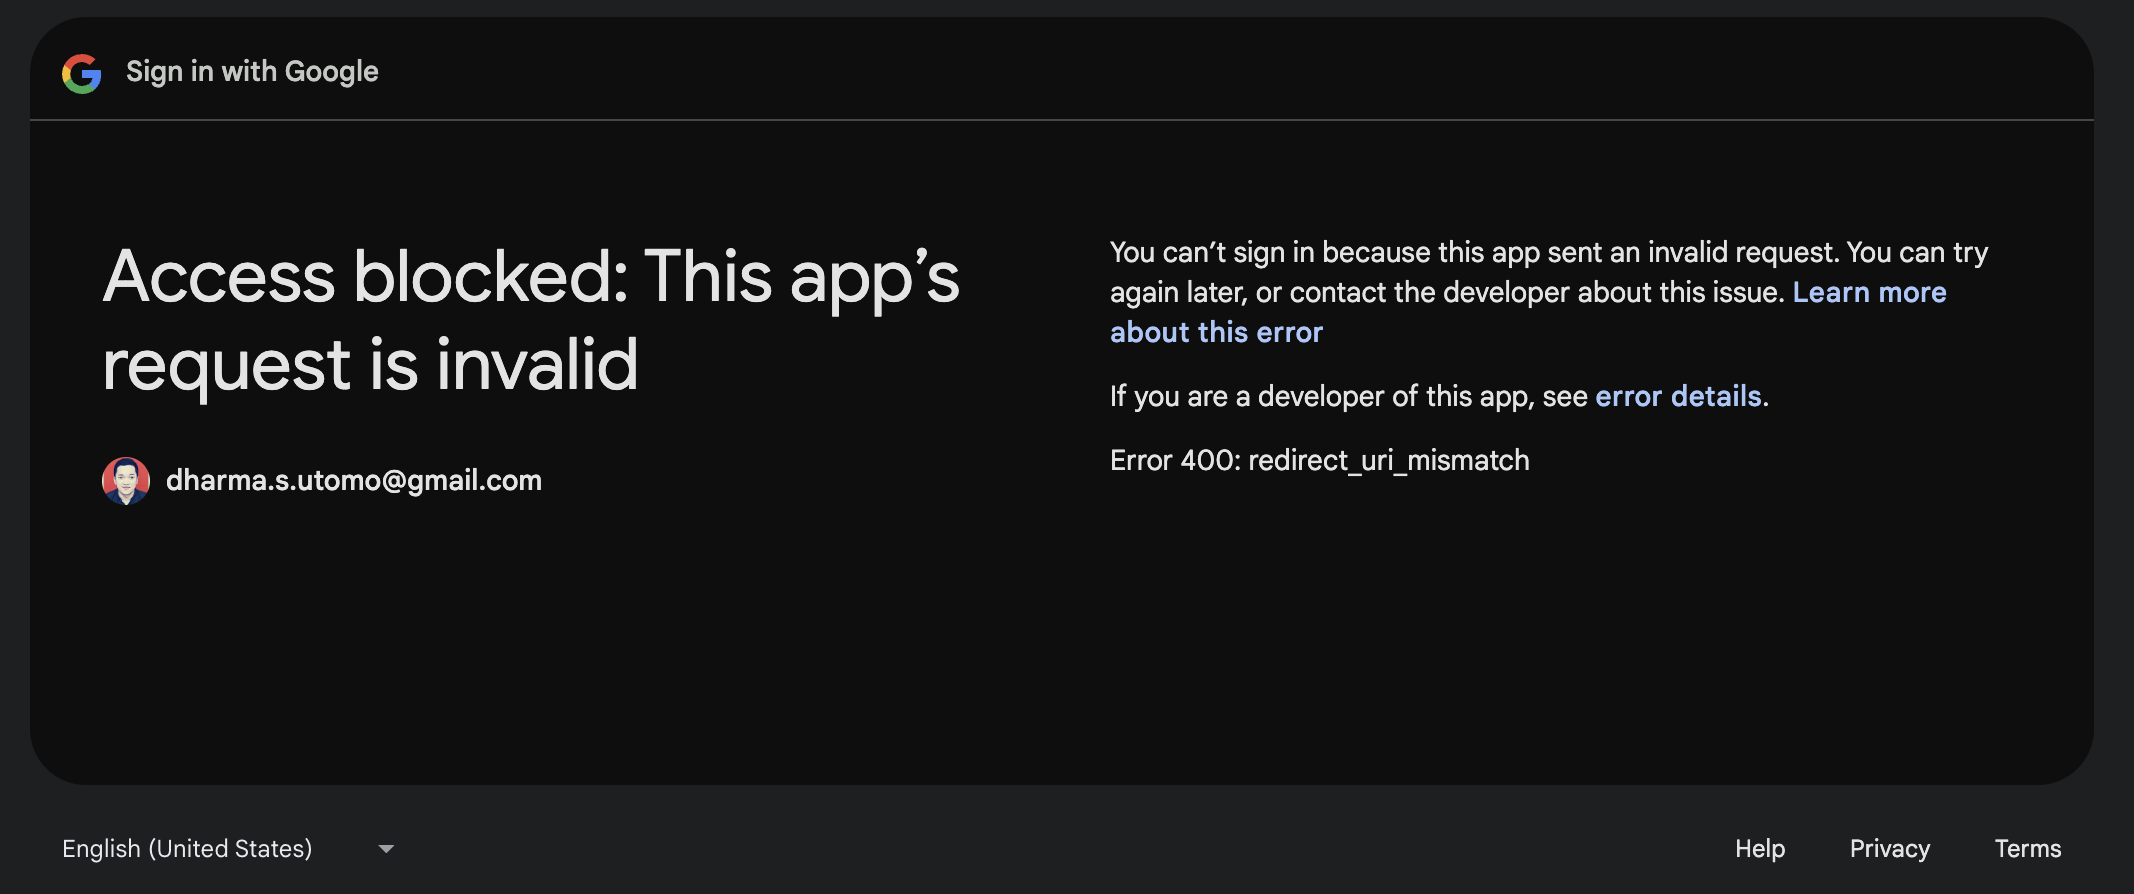 Sign in with Google
Access blocked: This app’s
request is invalid
dharma.s.utomo@gmail.com
You can’t sign in because this app sent an invalid request. You can try
again later, or contact the developer about this issue. Learn more
about this error
If you are a developer of this app, see error details.
Error 400: redirect_uri_mismatch
English (United States)
Help
Privacy
Terms